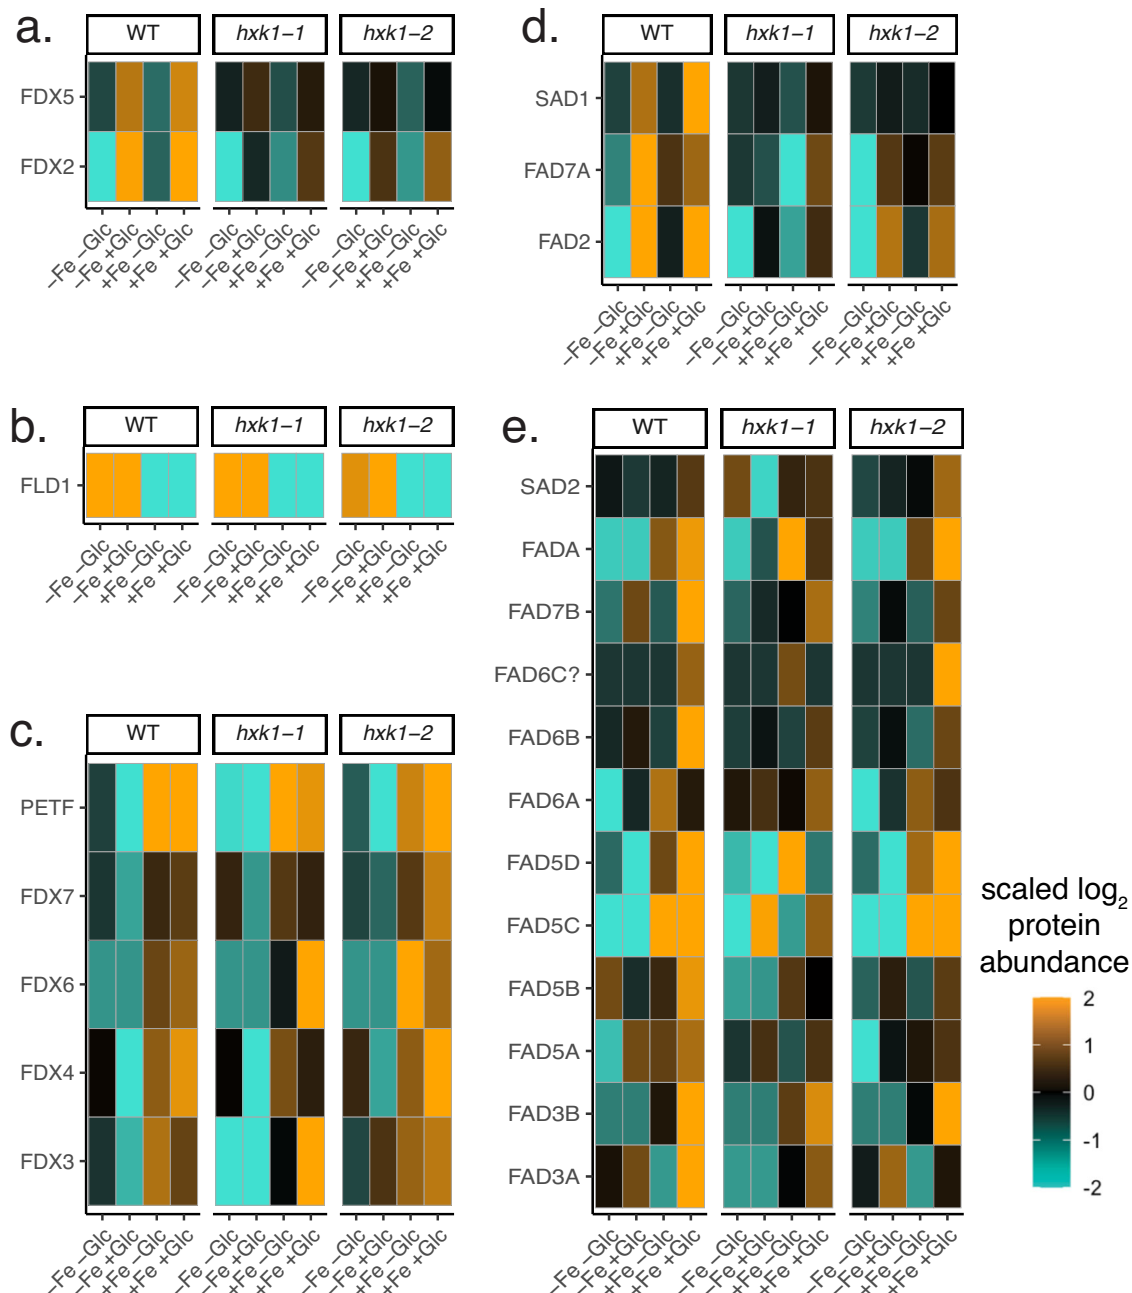 a.
WT hxk1−1 hxk1−2
FDX5
FDX2
−Fe −Glc −Fe +Glc +Fe −Glc +Fe +Glc −Fe −Glc −Fe +Glc +Fe −Glc +Fe +Glc −Fe −Glc −Fe +Glc +Fe −Glc +Fe +Glc
b.
WT hxk1−1 hxk1−2
FLD1
−Fe −Glc −Fe +Glc +Fe −Glc +Fe +Glc −Fe −Glc −Fe +Glc +Fe −Glc +Fe +Glc −Fe −Glc −Fe +Glc +Fe −Glc +Fe +Glc
c.
WT hxk1−1 hxk1−2
PETF
FDX7
FDX6
FDX4
FDX3
−Fe −Glc −Fe +Glc +Fe −Glc +Fe +Glc −Fe −Glc −Fe +Glc +Fe −Glc +Fe +Glc −Fe −Glc −Fe +Glc +Fe −Glc +Fe +Glc
d.
WT hxk1−1 hxk1−2
SAD1
FAD7A
FAD2
−Fe −Glc −Fe +Glc +Fe −Glc +Fe +Glc −Fe −Glc −Fe +Glc +Fe −Glc +Fe +Glc −Fe −Glc −Fe +Glc +Fe −Glc +Fe +Glc
e.
WT hxk1−1 hxk1−2
SAD2
FADA
FAD7B
FAD6C?
FAD6B
FAD6A
FAD5D
FAD5C
FAD5B
FAD5A
FAD3B
FAD3A
−Fe −Glc −Fe +Glc +Fe −Glc +Fe +Glc −Fe −Glc −Fe +Glc +Fe −Glc +Fe +Glc −Fe −Glc −Fe +Glc +Fe −Glc +Fe +Glc
scaled log2
protein
abundance
2
1
0
-1
-2